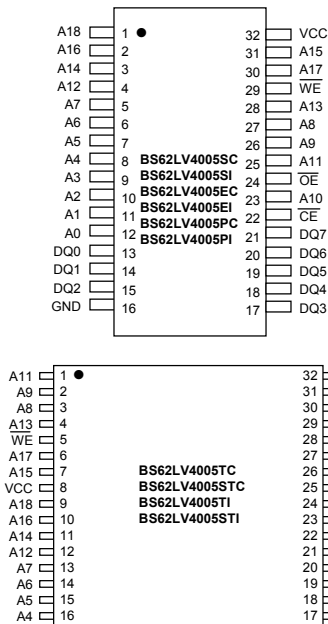 A18 1 32 VCC
A16 2 31 A15
A14 3 30 A17
A12 4 29 WE
A7 5 28 A13
A6 6 27 A8
A5 7 26 A9
A4 8 BS62LV4005SC 25 A11
A3 9 BS62LV4005SI 24 OE
A2 10 BS62LV4005EC 23 A10
A1 11 BS62LV4005EI 22 CE
A0 12 BS62LV4005PC 21 DQ7
DQ0 13 BS62LV4005PI 20 DQ6
DQ1 14 19 DQ5
DQ2 15 18 DQ4
GND 16 17 DQ3
A11 1 32
A9 2 31
A8 3 30
A13 4 29
WE 5 28
A17 6 27
A15 7 BS62LV4005TC 26
VCC 8 BS62LV4005STC 25
A18 9 BS62LV4005TI 24
A16 10 BS62LV4005STI 23
A14 11 22
A12 12 21
A7 13 20
A6 14 19
A5 15 18
A4 16 17